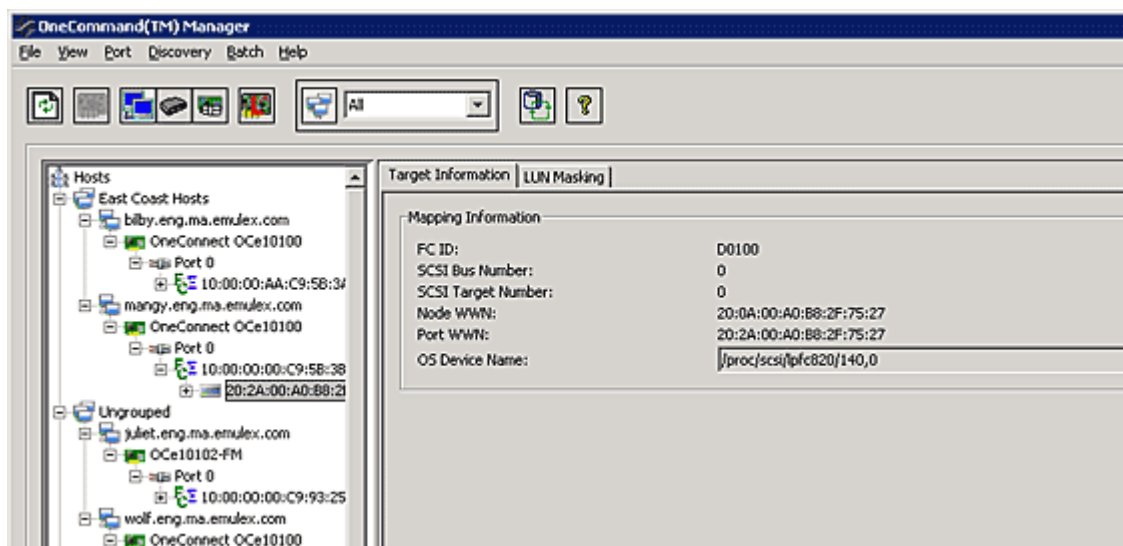 OneCommand(TM) Manager
File View Port Discovery Batch Help
All
Hosts
East Coast Hosts
bilby.eng.ma.emulex.com
OneConnect OCe10100
Port 0
10:00:00:AA:C9:5B:3A
mangy.eng.ma.emulex.com
OneConnect OCe10100
Port 0
10:00:00:00:C9:5B:3B
20:2A:00:A0:B8:2F
Ungrouped
juliet.eng.ma.emulex.com
OCe10102-FM
Port 0
10:00:00:00:C9:93:25
wolf.eng.ma.emulex.com
OneConnect OCe10100
Target Information LUN Masking
Mapping Information
FC ID: D0100
SCSI Bus Number: 0
SCSI Target Number: 0
Node WWN: 20:0A:00:A0:B8:2F:75:27
Port WWN: 20:2A:00:A0:B8:2F:75:27
OS Device Name: /proc/scsi/lpfc820/140,0